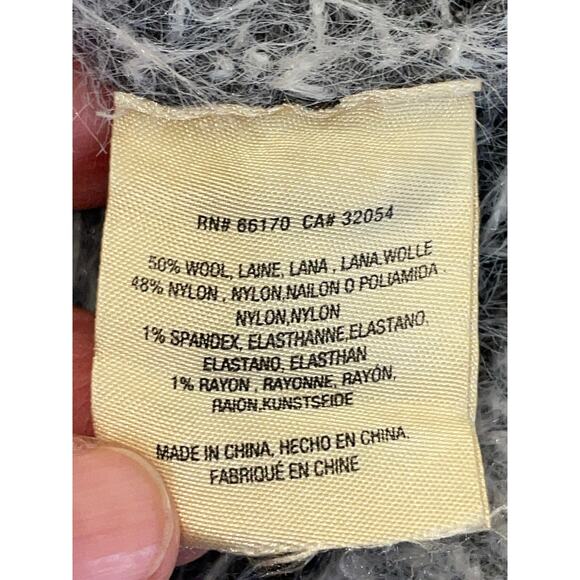 RN# 66170 CA# 32054
50% WOOL, LAINE, LANA , LANA,WOLLE
48% NYLON , NYLON,NAILON O POLIAMIDA
NYLON,NYLON
1% SPANDEX, ELASTHANNE,ELASTANO,
ELASTANO, ELASTHAN
1% RAYON , RAYONNE, RAYÓN,
RAION,KUNSTSEIDE
MADE IN CHINA, HECHO EN CHINA,
FABRIQUÉ EN CHINE